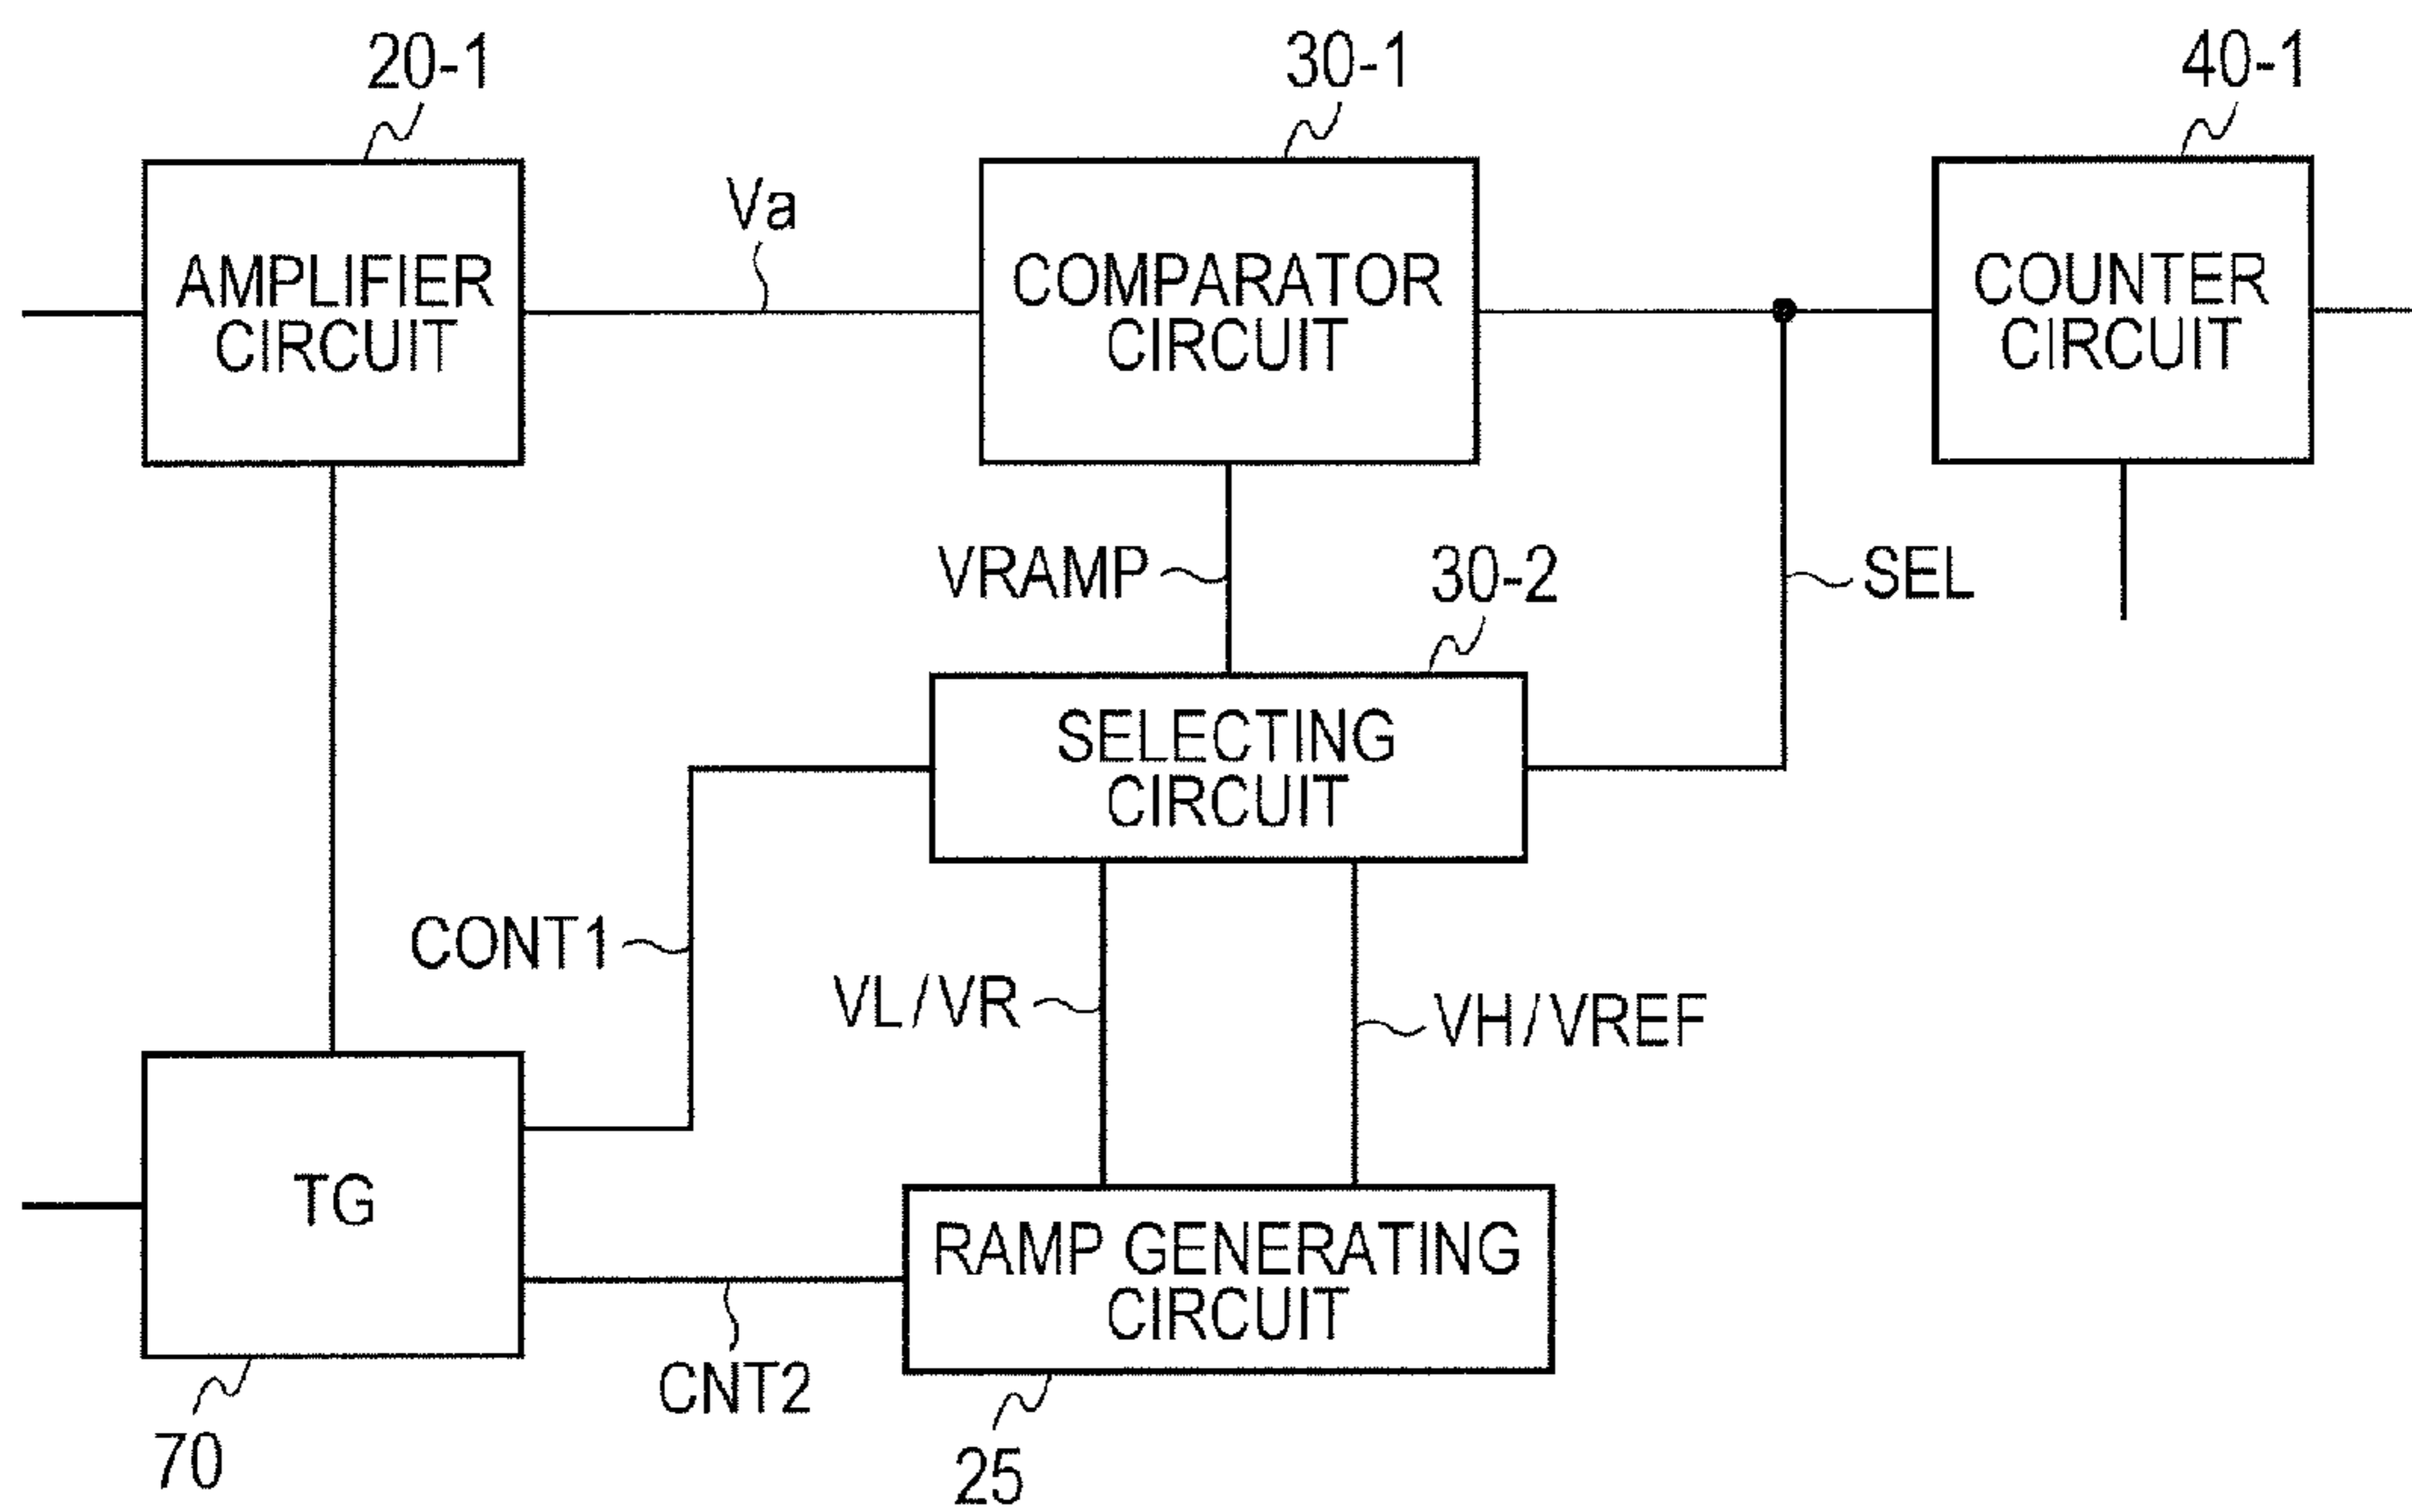 20-1
30-1
40-1
Va
AMPLIFIER
CIRCUIT
COMPARATOR
CIRCUIT
COUNTER
CIRCUIT
VRAMP
30-2
SEL
SELECTING
CIRCUIT
CONT1
VL/VR
VH/VREF
TG
RAMP GENERATING
CIRCUIT
CNT2
70
25